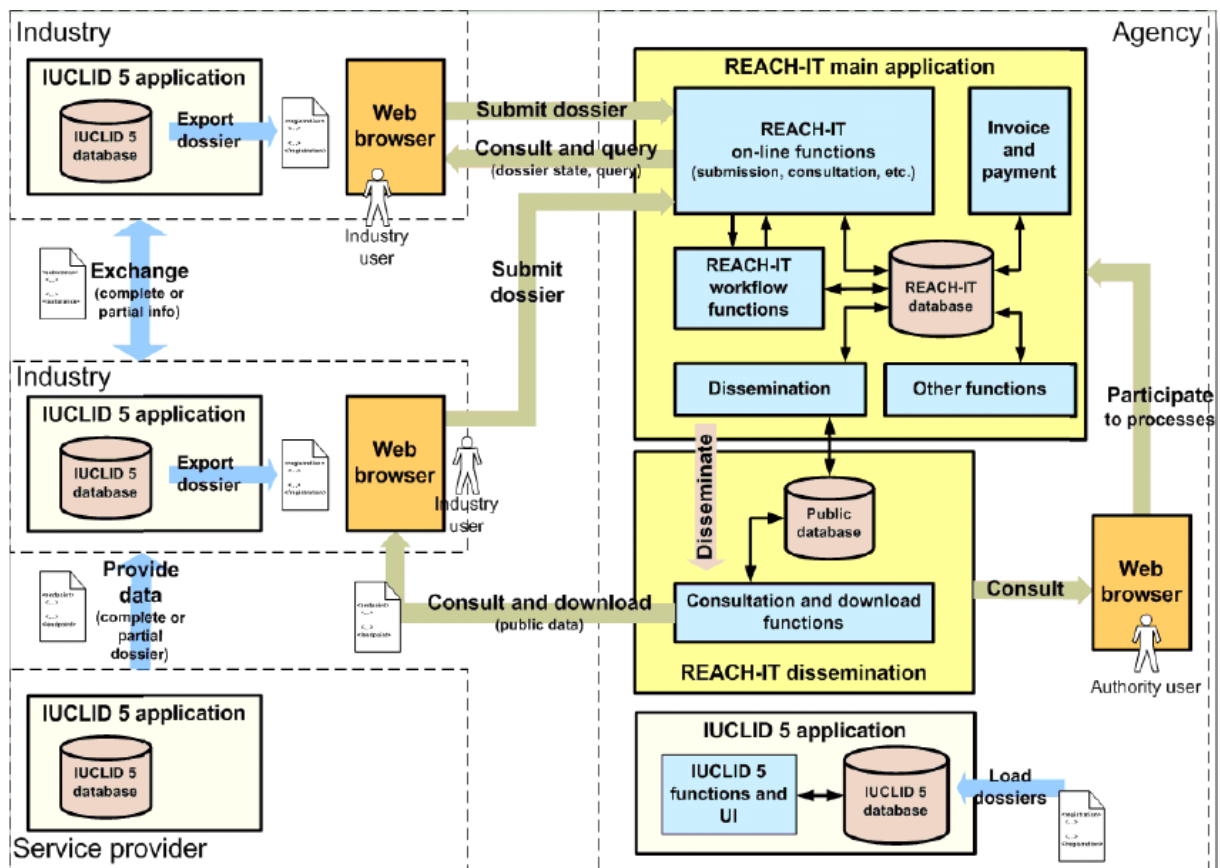 Industry
IUCLID 5 application
IUCLID 5
database
Export
dossier
Web
browser
Industry
user
Submit dossier
Consult and query
(dossier state, query)
Exchange
(complete or
partial info)
Submit
dossier
Industry
IUCLID 5 application
IUCLID 5
database
Export
dossier
Web
browser
Industry
user
Provide
data
(complete or
partial
dossier)
Consult and download
(public data)
IUCLID 5 application
IUCLID 5
database
Service provider
Agency
REACH-IT main application
REACH-IT
on-line functions
(submission, consultation, etc.)
Invoice
and
payment
REACH-IT
workflow
functions
REACH-IT
database
Dissemination
Other functions
Participate
to processes
Disseminate
Public
database
Consultation and download
functions
REACH-IT dissemination
Consult
Web
browser
Authority user
IUCLID 5 application
IUCLID 5
functions and
UI
IUCLID 5
database
Load
dossiers